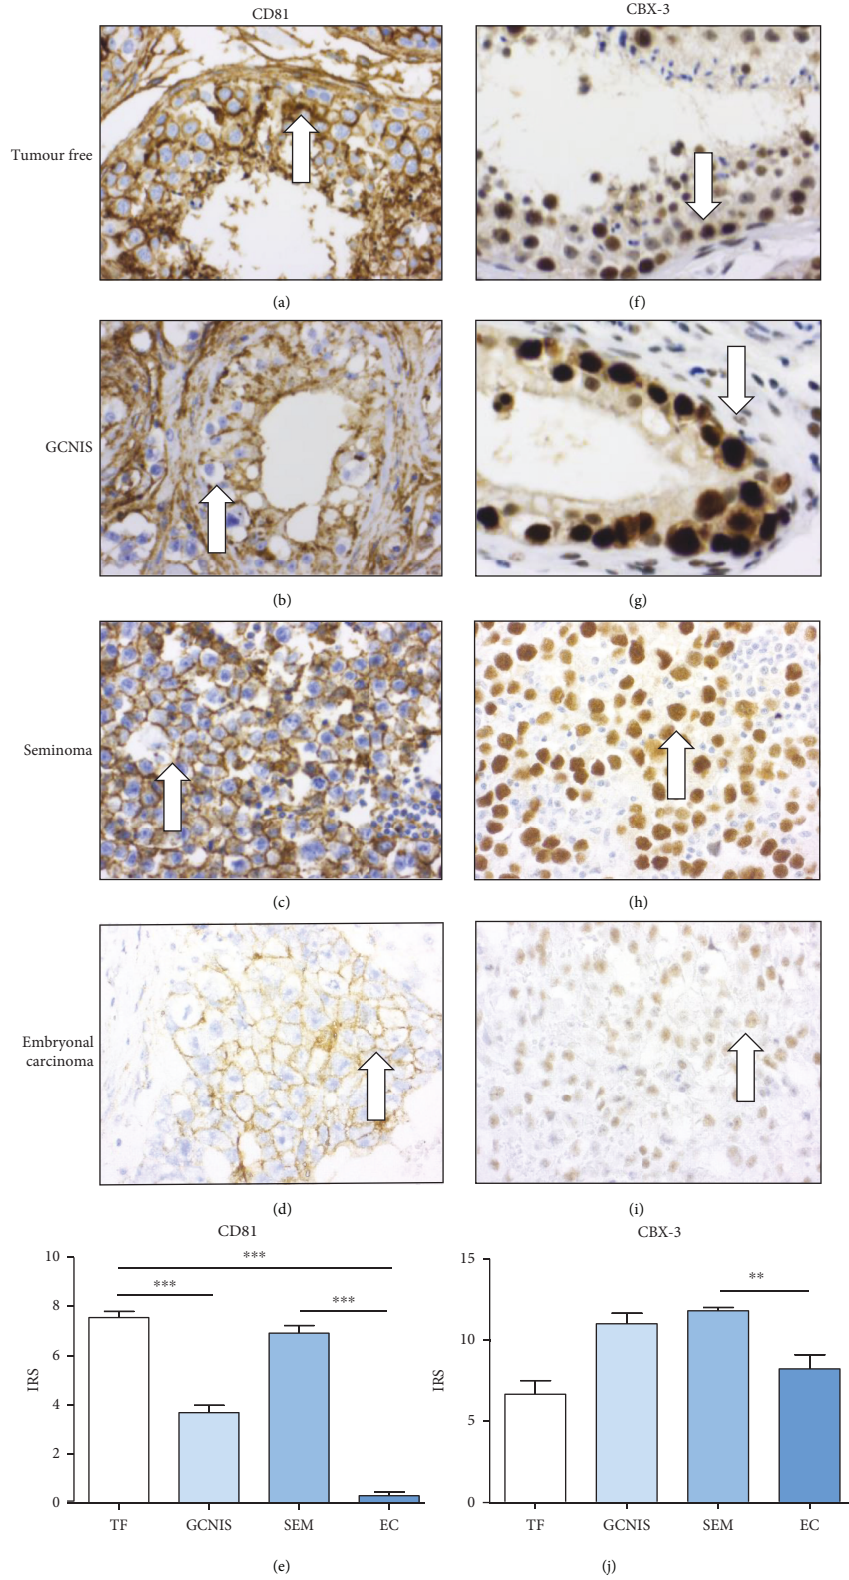 CD81
CBX-3
Tumour free
(a)
(f)
GCNIS
(b)
(g)
Seminoma
(c)
(h)
Embryonal
carcinoma
(d)
(i)
CD81
10
8
6
4
2
0
IRS
***
***
***
TF
GCNIS
SEM
EC
(e)
CBX-3
15
10
5
0
IRS
**
TF
GCNIS
SEM
EC
(j)